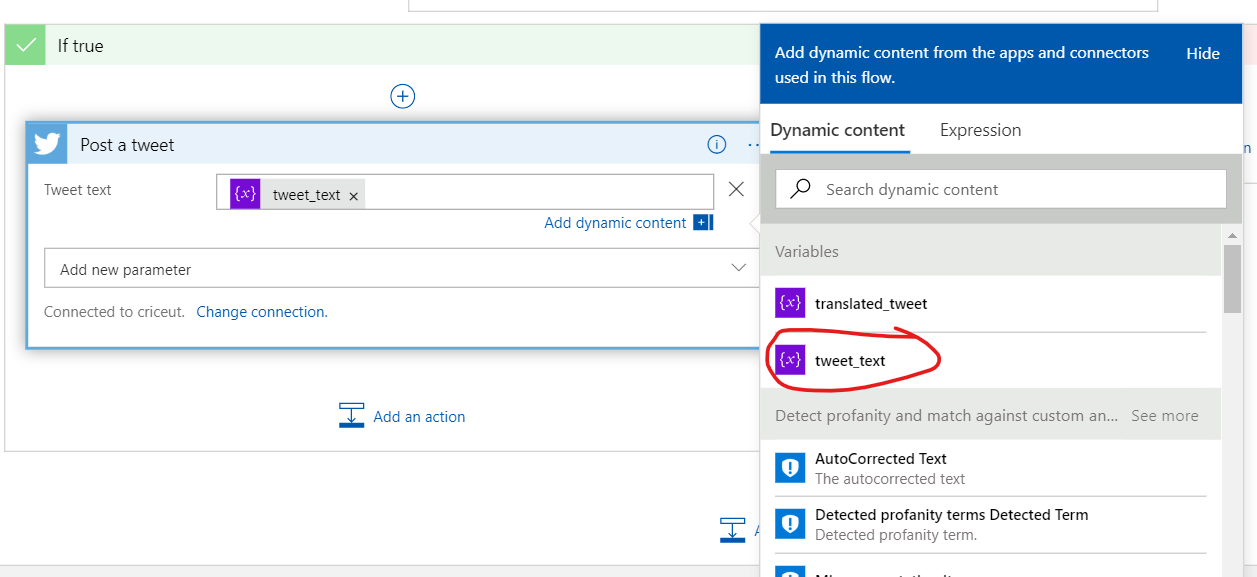 If true
Post a tweet
Tweet text
{x} tweet_text ×
Add dynamic content
Add new parameter
Connected to criceut. Change connection.
Add an action
Add dynamic content from the apps and connectors
used in this flow.
Hide
Dynamic content Expression
Search dynamic content
Variables
{x} translated_tweet
{x} tweet_text
Detect profanity and match against custom an... See more
AutoCorrected Text
The autocorrected text
Detected profanity terms Detected Term
Detected profanity term.